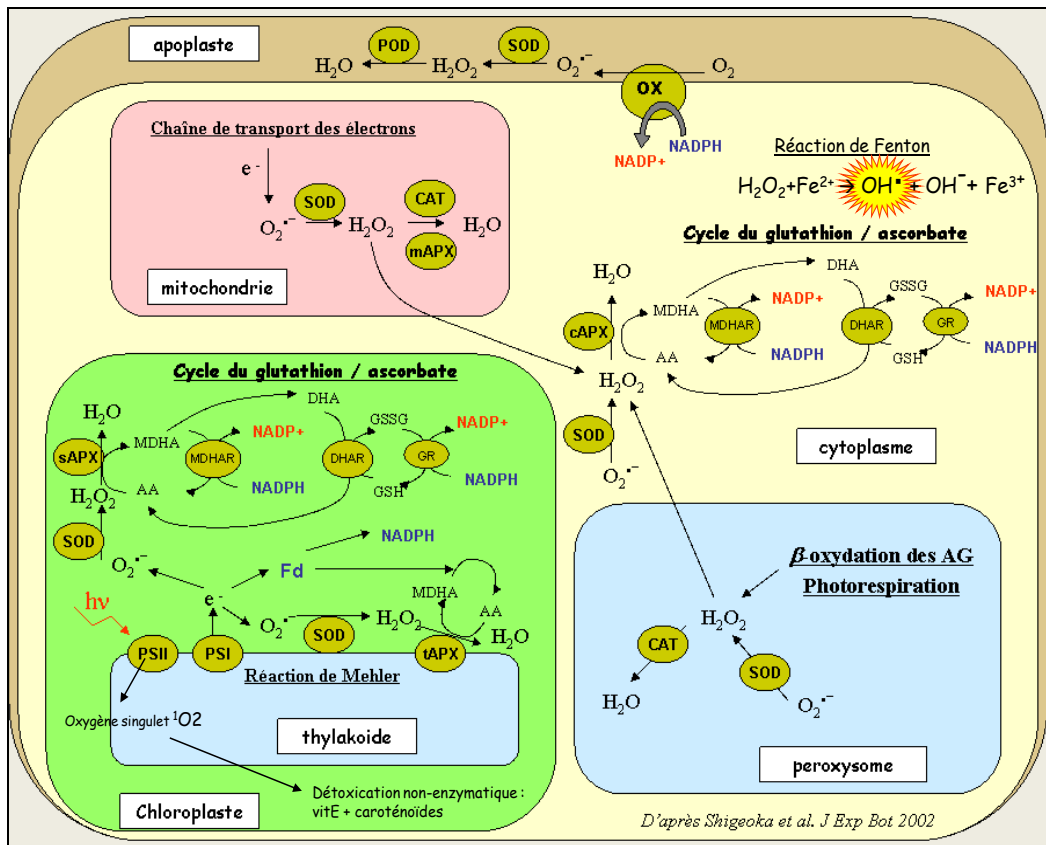 apoplaste
POD
SOD
H₂O
H₂O₂
O₂•−
O₂
OX
NADP+
NADPH
Chaîne de transport des électrons
e-
SOD
CAT
O₂•−
H₂O₂
H₂O
mAPX
mitochondrie
Réaction de Fenton
H₂O₂+Fe²⁺ OH• + OH⁻ + Fe³⁺
Cycle du glutathion / ascorbate
H₂O
DHA
GSSG
NADP+
NADP+
MDHA
cAPX
MDHAR
DHAR
GR
AA
NADPH
GSH
NADPH
H₂O₂
SOD
O₂•−
cytoplasme
Cycle du glutathion / ascorbate
DHA
H₂O
GSSG
NADP+
NADP+
MDHA
sAPX
MDHAR
DHAR
GR
H₂O₂
AA
NADPH
GSH
NADPH
SOD
NADPH
O₂•−
Fd
e-
MDHA
AA
hν
O₂•−
SOD
H₂O₂
H₂O
PSII
PSI
tAPX
Réaction de Mehler
Oxygène singulet ¹O2
thylakoide
Détoxication non-enzymatique :
vitE + caroténoïdes
Chloroplaste
β-oxydation des AG
Photorespiration
H₂O₂
CAT
SOD
H₂O
O₂•−
peroxysome
D'après Shigeoka et al. J Exp Bot 2002